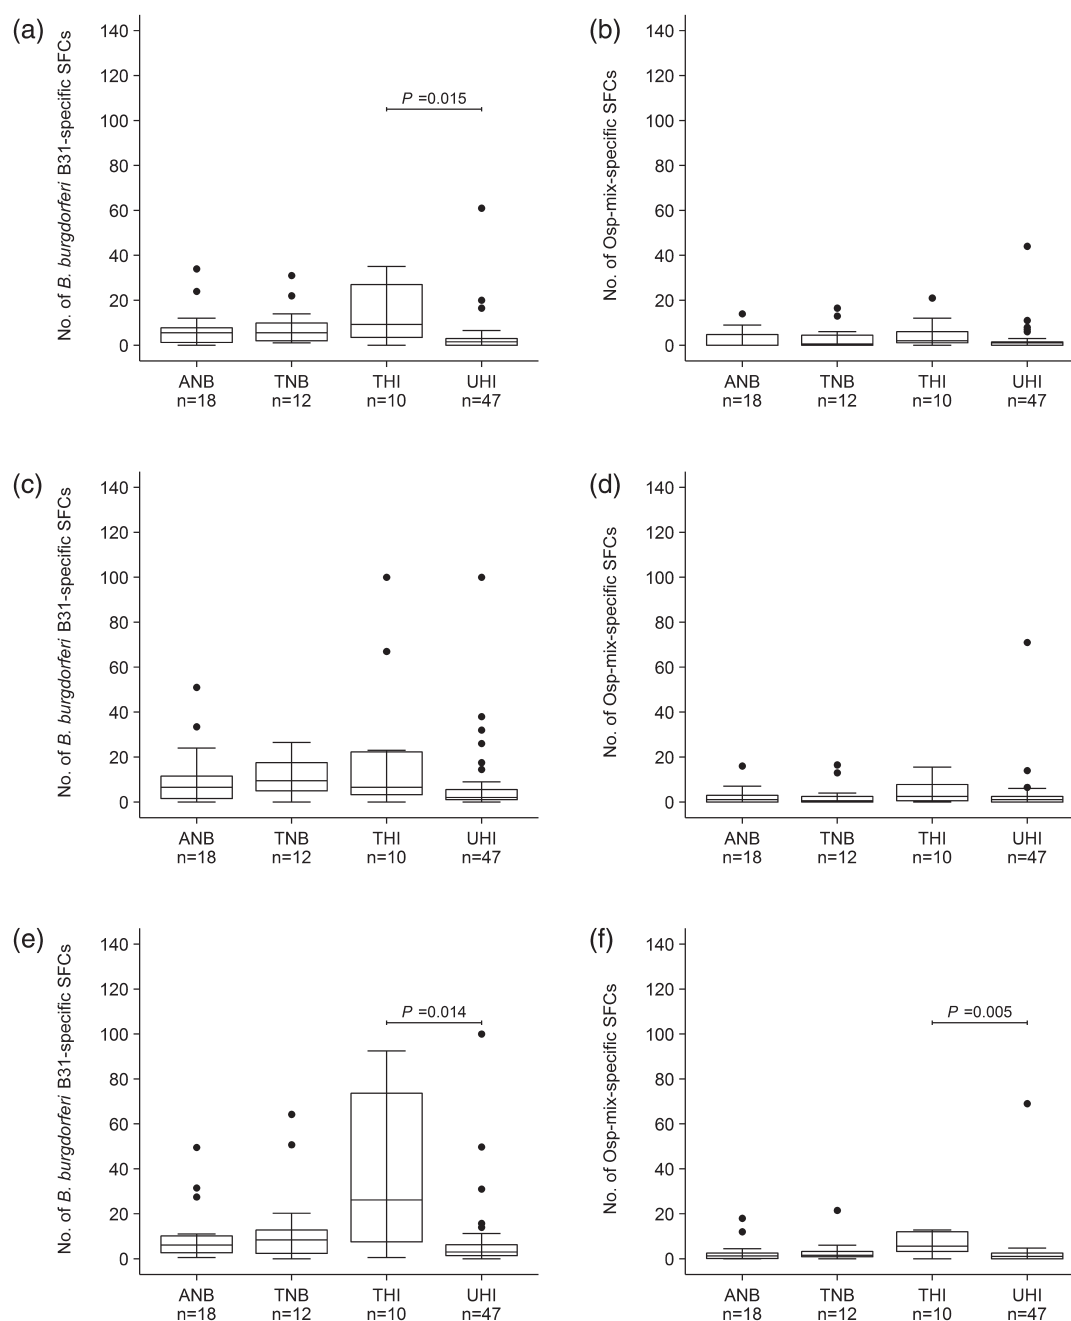 (a)
No. of B. burgdorferi B31-specific SFCs
140
120
100
80
60
40
20
0
P =0.015
ANB TNB THI UHI
n=18 n=12 n=10 n=47
(b)
No. of Osp-mix-specific SFCs
140
120
100
80
60
40
20
0
ANB TNB THI UHI
n=18 n=12 n=10 n=47
(c)
No. of B. burgdorferi B31-specific SFCs
140
120
100
80
60
40
20
0
ANB TNB THI UHI
n=18 n=12 n=10 n=47
(d)
No. of Osp-mix-specific SFCs
140
120
100
80
60
40
20
0
ANB TNB THI UHI
n=18 n=12 n=10 n=47
(e)
No. of B. burgdorferi B31-specific SFCs
140
120
100
80
60
40
20
0
P =0.014
ANB TNB THI UHI
n=18 n=12 n=10 n=47
(f)
No. of Osp-mix-specific SFCs
140
120
100
80
60
40
20
0
P =0.005
ANB TNB THI UHI
n=18 n=12 n=10 n=47